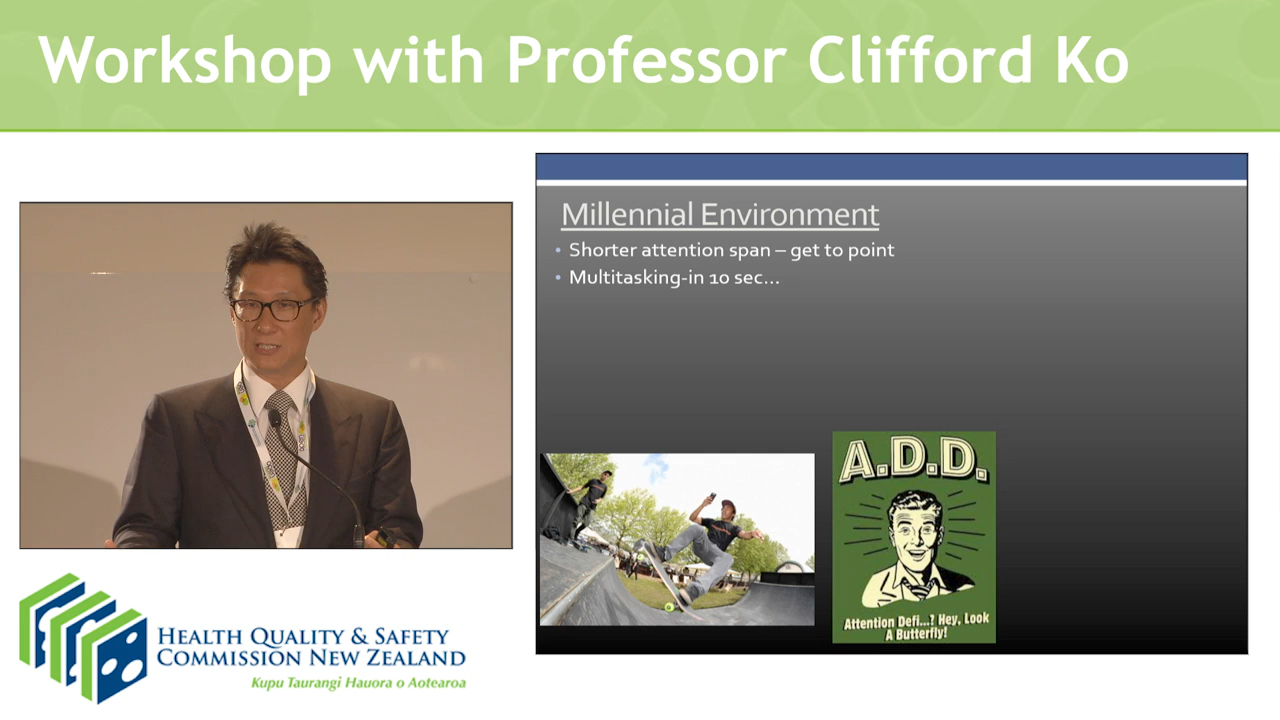 Workshop with Professor Clifford Ko
Millennial Environment
• Shorter attention span – get to point
• Multitasking-in 10 sec...
A.D.D.
Attention Defi...? Hey, Look
A Butterfly!
HEALTH QUALITY & SAFETY
COMMISSION NEW ZEALAND
Kupu Taurangi Hauora o Aotearoa